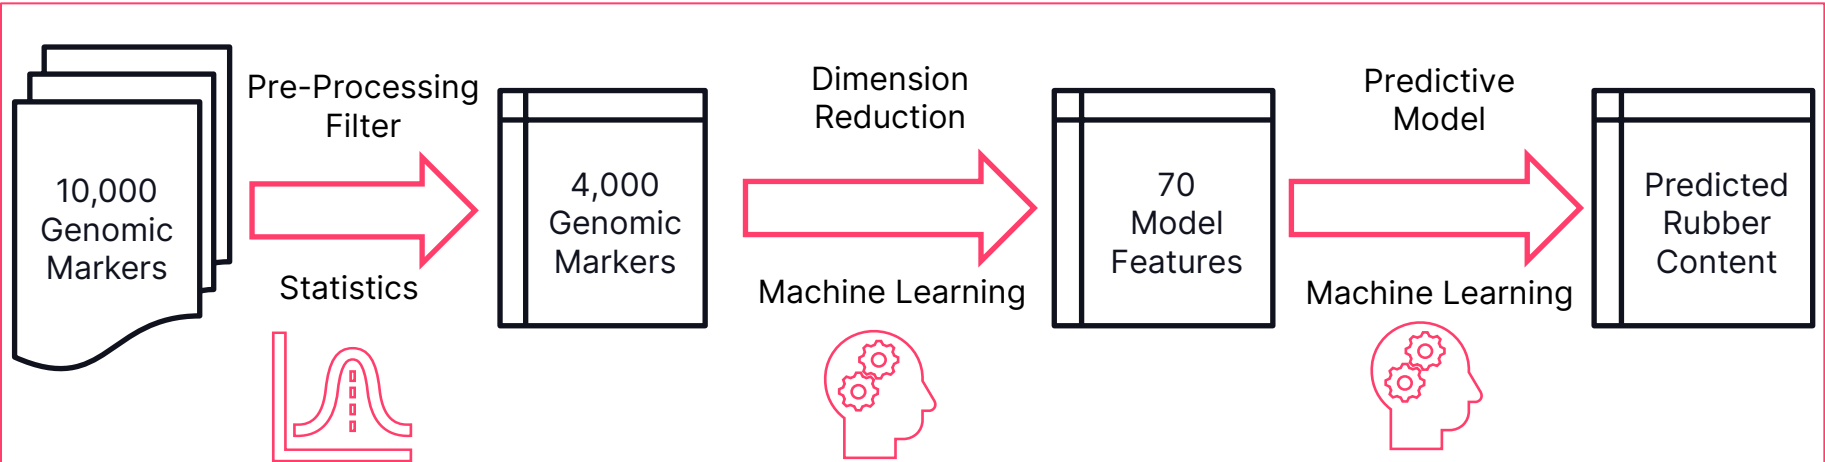 10,000
Genomic
Markers
Pre-Processing
Filter
Statistics
4,000
Genomic
Markers
Dimension
Reduction
Machine Learning
70
Model
Features
Predictive
Model
Machine Learning
Predicted
Rubber
Content